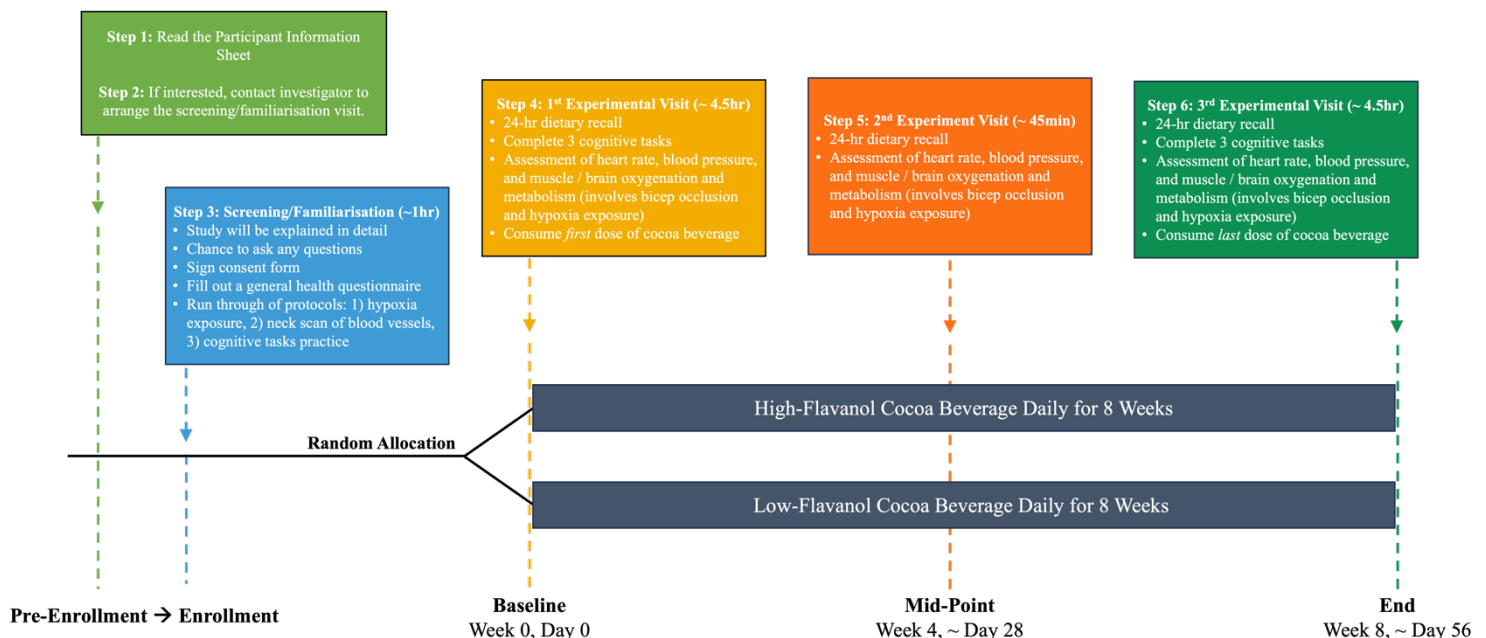 Step 1: Read the Participant Information
Sheet
Step 2: If interested, contact investigator to
arrange the screening/familiarisation visit.
Step 3: Screening/Familiarisation (~1hr)
• Study will be explained in detail
• Chance to ask any questions
• Sign consent form
• Fill out a general health questionnaire
• Run through of protocols: 1) hypoxia
exposure, 2) neck scan of blood vessels,
3) cognitive tasks practice
Step 4: 1st Experimental Visit (~ 4.5hr)
• 24-hr dietary recall
• Complete 3 cognitive tasks
• Assessment of heart rate, blood pressure,
and muscle / brain oxygenation and
metabolism (involves bicep occlusion
and hypoxia exposure)
• Consume first dose of cocoa beverage
Step 5: 2nd Experiment Visit (~ 45min)
• 24-hr dietary recall
• Assessment of heart rate, blood pressure,
and muscle / brain oxygenation and
metabolism (involves bicep occlusion
and hypoxia exposure)
Step 6: 3rd Experimental Visit (~ 4.5hr)
• 24-hr dietary recall
• Complete 3 cognitive tasks
• Assessment of heart rate, blood pressure,
and muscle / brain oxygenation and
metabolism (involves bicep occlusion
and hypoxia exposure)
• Consume last dose of cocoa beverage
Random Allocation
High-Flavanol Cocoa Beverage Daily for 8 Weeks
Low-Flavanol Cocoa Beverage Daily for 8 Weeks
Pre-Enrollment → Enrollment
Baseline
Week 0, Day 0
Mid-Point
Week 4, ~ Day 28
End
Week 8, ~ Day 56